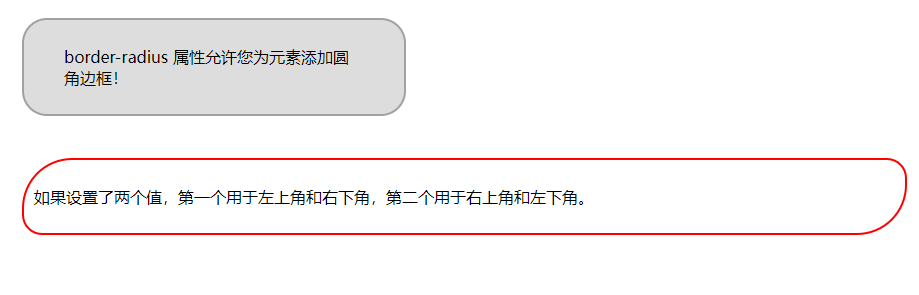 border-radius 属性允许您为元素添加圆
角边框！
如果设置了两个值，第一个用于左上角和右下角，第二个用于右上角和左下角。